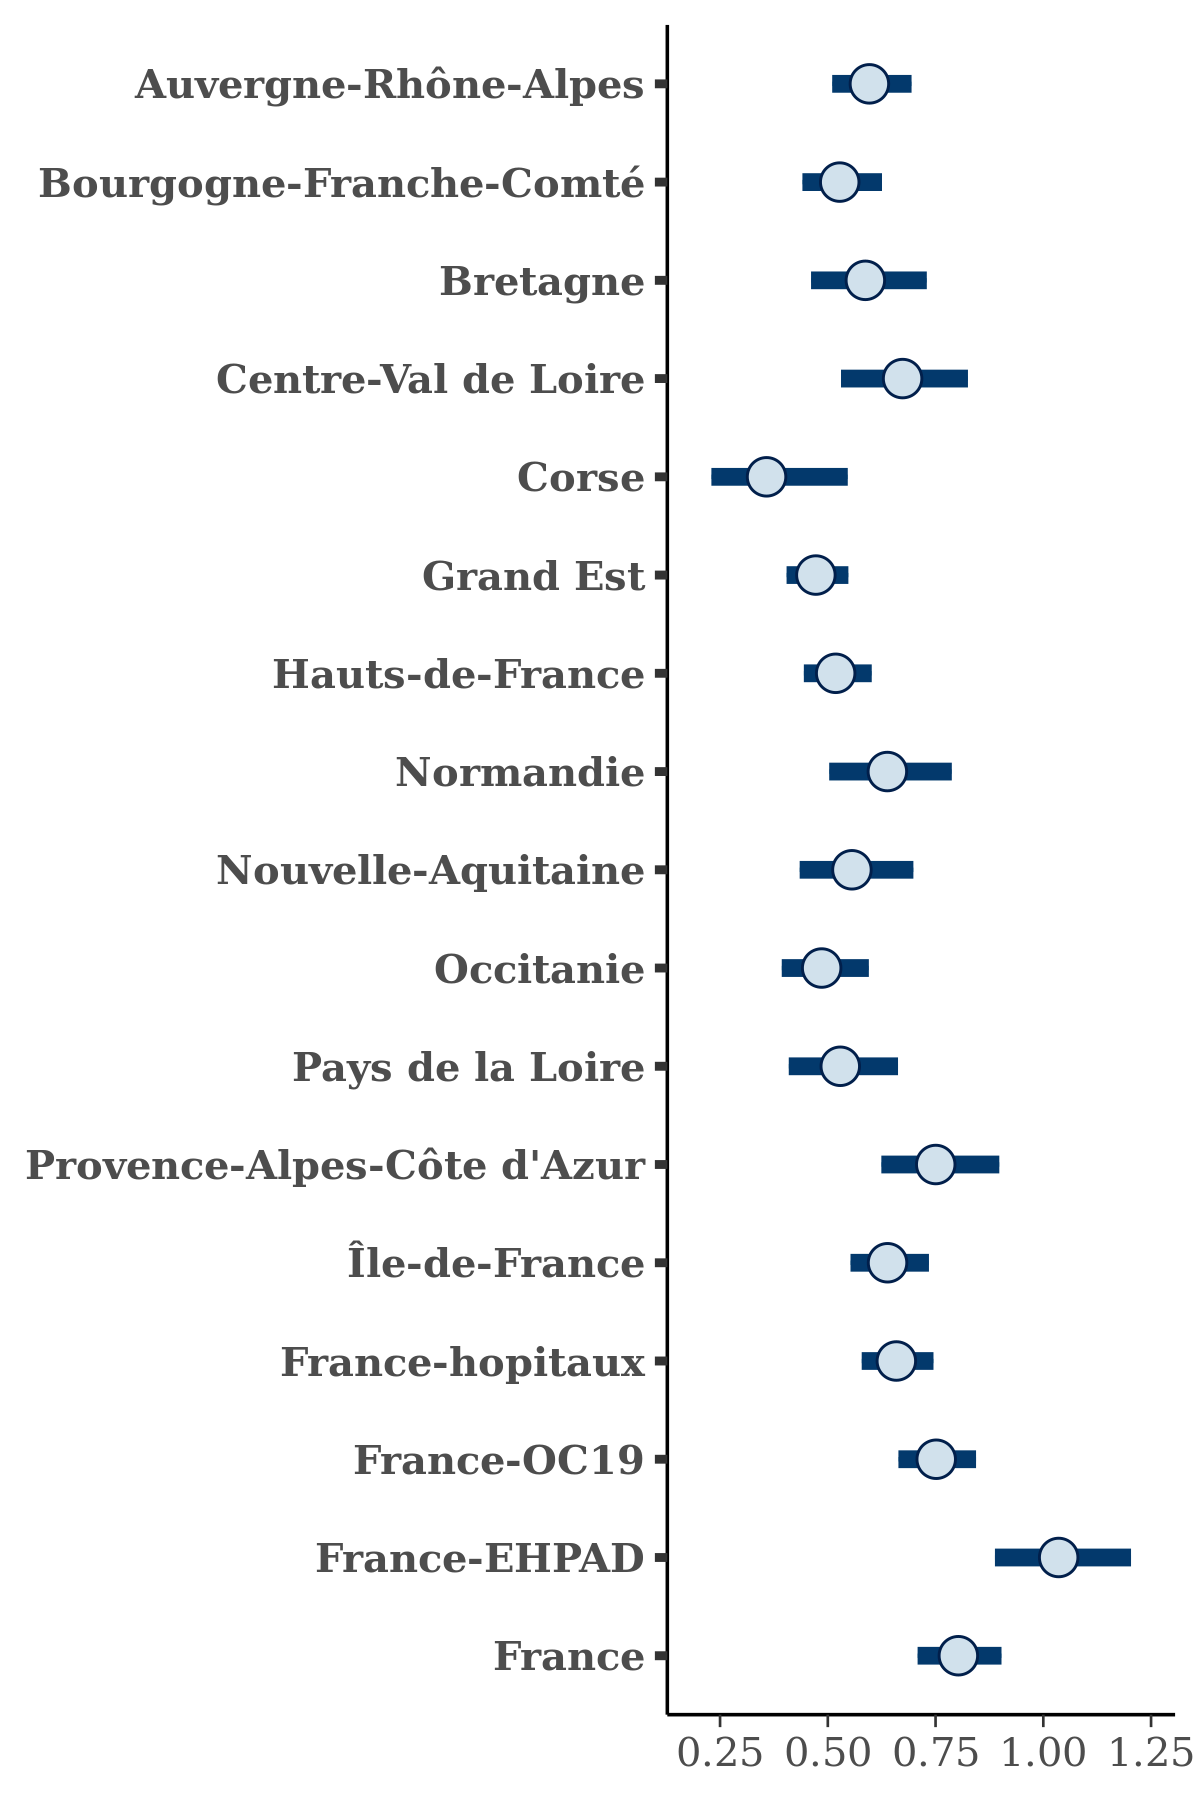 Auvergne-Rhône-Alpes
Bourgogne-Franche-Comté
Bretagne
Centre-Val de Loire
Corse
Grand Est
Hauts-de-France
Normandie
Nouvelle-Aquitaine
Occitanie
Pays de la Loire
Provence-Alpes-Côte d'Azur
Île-de-France
France-hopitaux
France-OC19
France-EHPAD
France
0.25 0.50 0.75 1.00 1.25